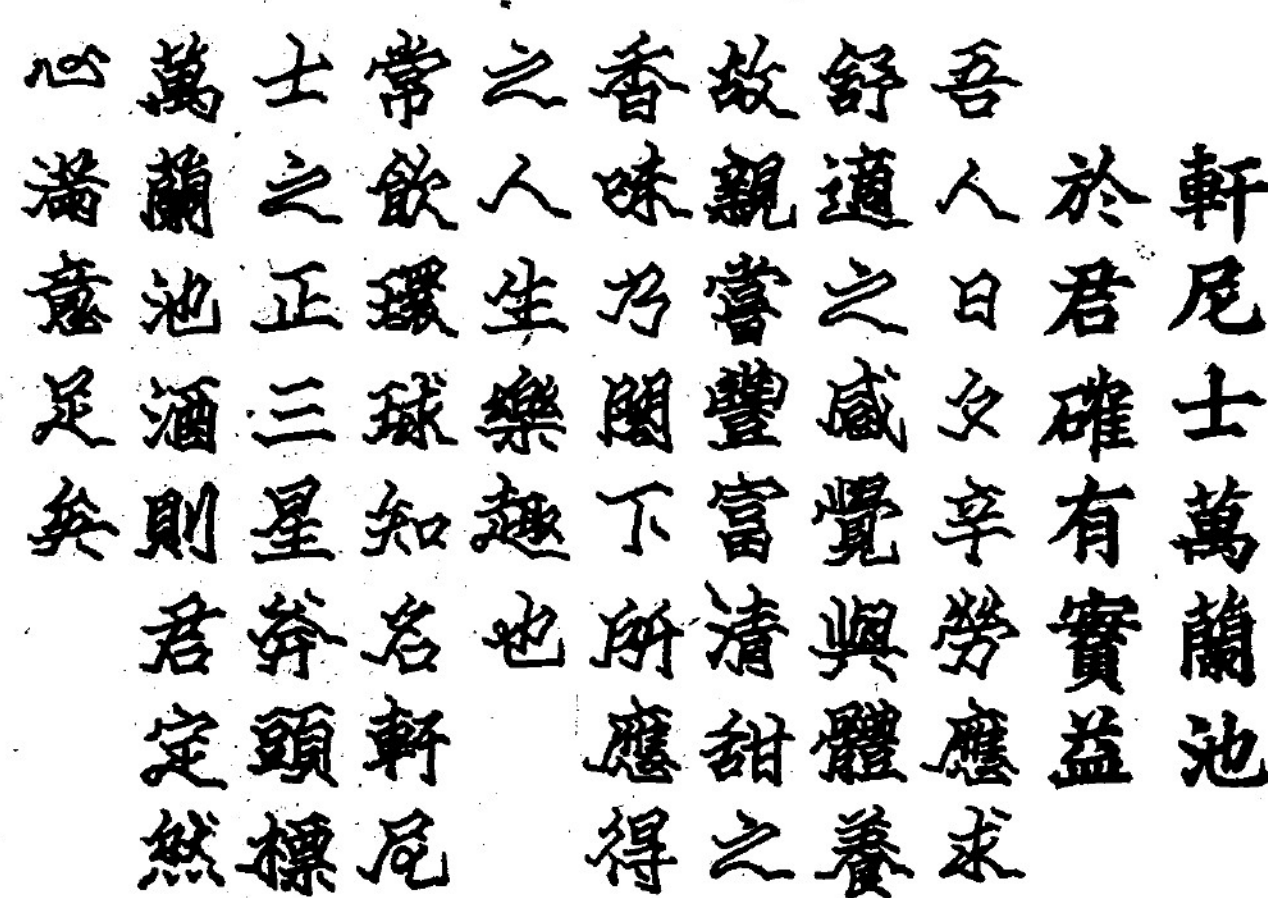 軒尼士萬蘭池
於君確有實益
吾人日夕辛勞應求
舒適之感覺與體養
故親嘗豐富清甜之
香味乃閣下所應得
之人生樂趣也
常飲環球知名軒尼
士之正三星斧頭標
萬蘭池酒則君定然
心滿意足矣